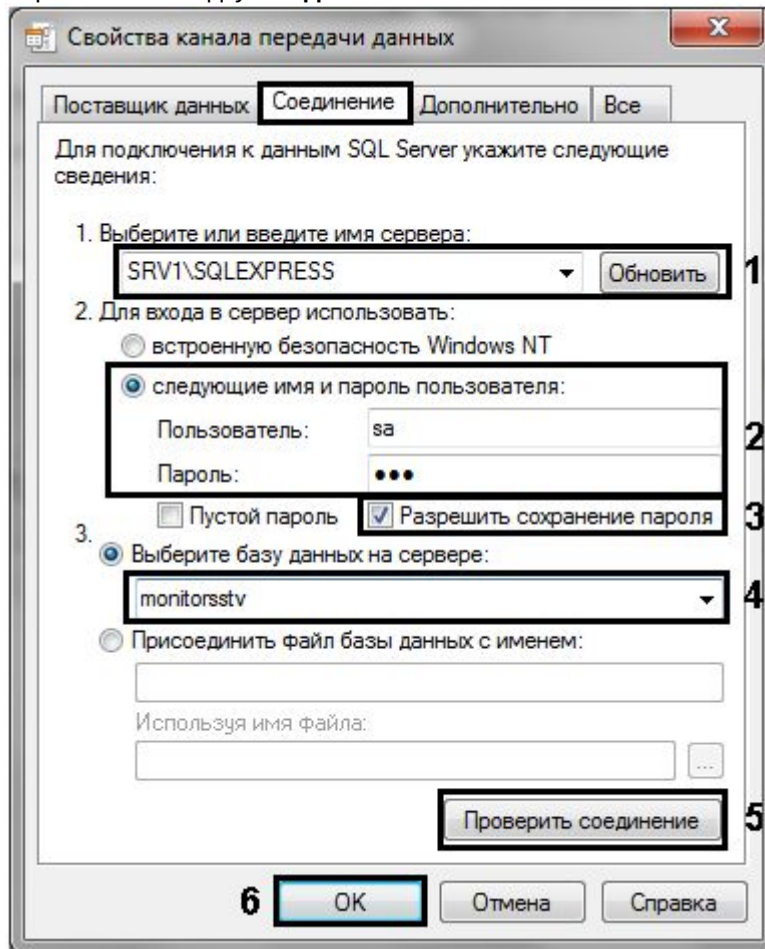 Свойства канала передачи данных
Поставщик данных Соединение Дополнительно Все
Для подключения к данным SQL Server укажите следующие
сведения:
1. Выберите или введите имя сервера:
SRV1\SQLEXPRESS Обновить 1
2. Для входа в сервер использовать:
встроенную безопасность Windows NT
следующие имя и пароль пользователя:
Пользователь: sa
2
Пароль: •••
Пустой пароль Разрешить сохранение пароля 3
3.
Выберите базу данных на сервере:
monitorsstv 4
Присоединить файл базы данных с именем:
Используя имя файла:
...
Проверить соединение 5
6 OK Отмена Справка